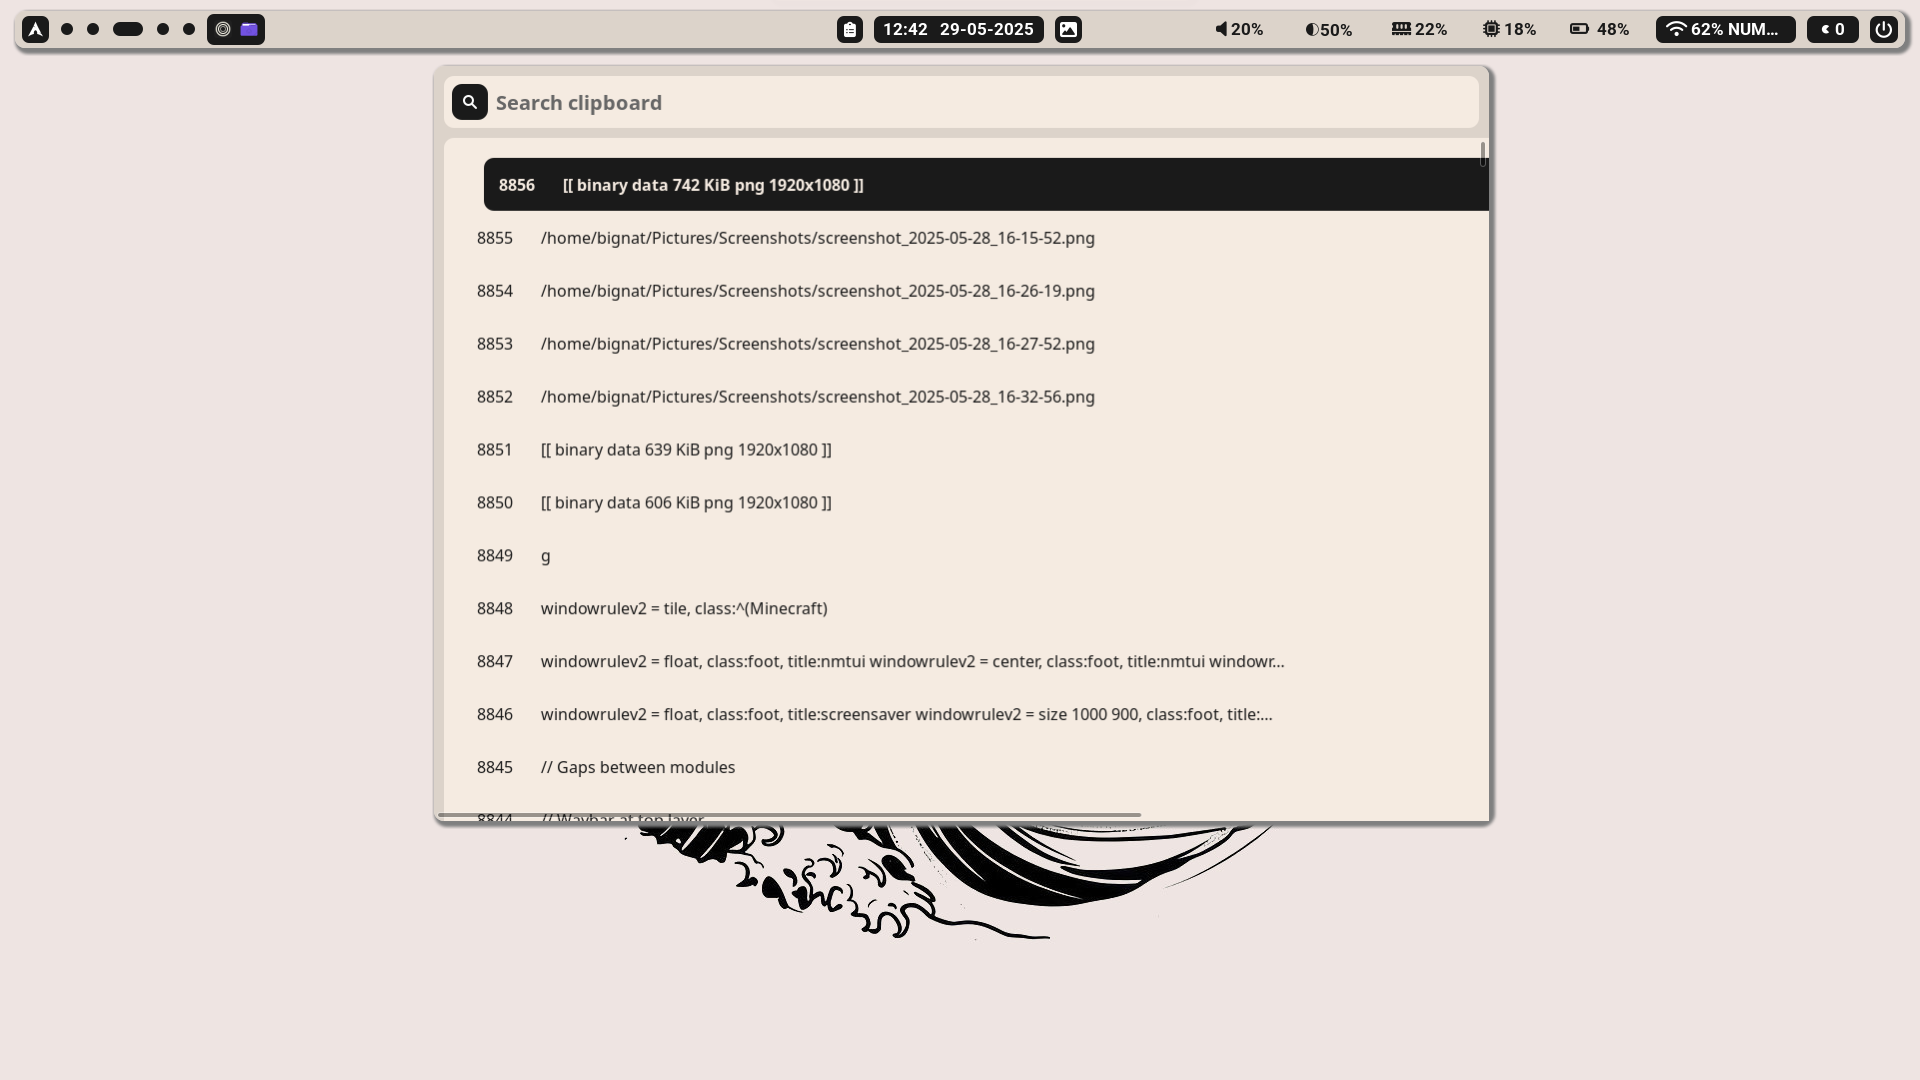 12:42 29-05-2025
20%
50%
22%
18%
48%
62% NUM...
0
Search clipboard
8856 [[ binary data 742 KiB png 1920x1080 ]]
8855 /home/bignat/Pictures/Screenshots/screenshot_2025-05-28_16-15-52.png
8854 /home/bignat/Pictures/Screenshots/screenshot_2025-05-28_16-26-19.png
8853 /home/bignat/Pictures/Screenshots/screenshot_2025-05-28_16-27-52.png
8852 /home/bignat/Pictures/Screenshots/screenshot_2025-05-28_16-32-56.png
8851 [[ binary data 639 KiB png 1920x1080 ]]
8850 [[ binary data 606 KiB png 1920x1080 ]]
8849 g
8848 windowrulev2 = tile, class:^(Minecraft)
8847 windowrulev2 = float, class:foot, title:nmtui windowrulev2 = center, class:foot, title:nmtui windowr...
8846 windowrulev2 = float, class:foot, title:screensaver windowrulev2 = size 1000 900, class:foot, title:...
8845 // Gaps between modules
8844 // Waybar at top layer